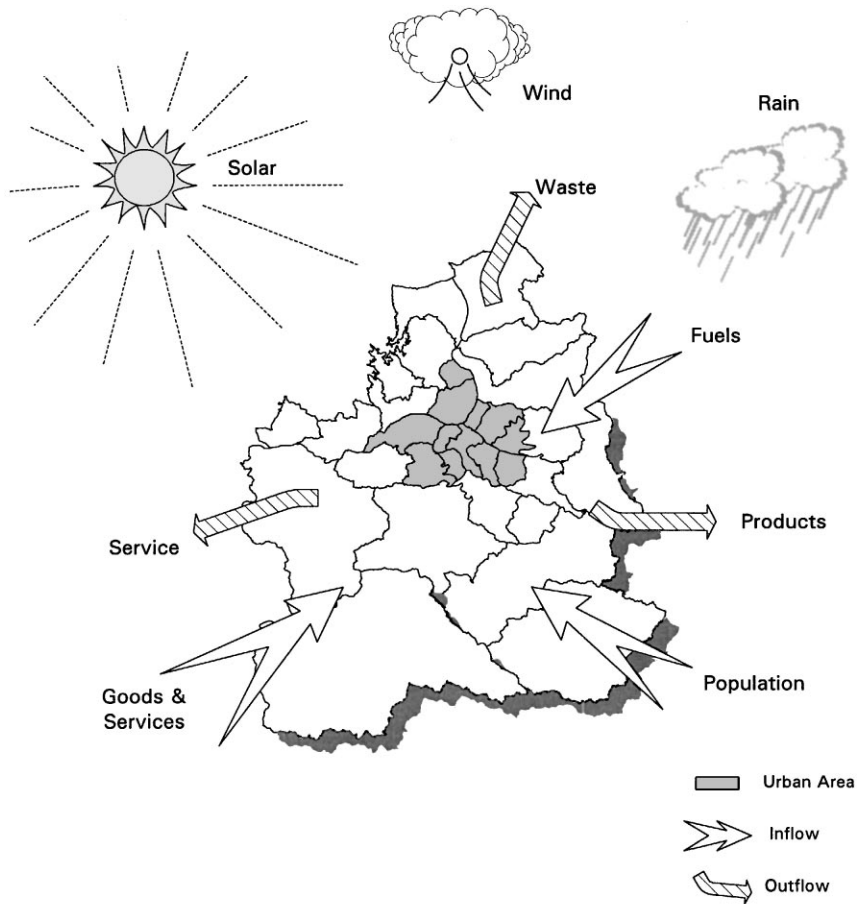 Wind
Rain
Solar
Waste
Fuels
Products
Service
Population
Goods &
Services
Urban Area
Inflow
Outflow